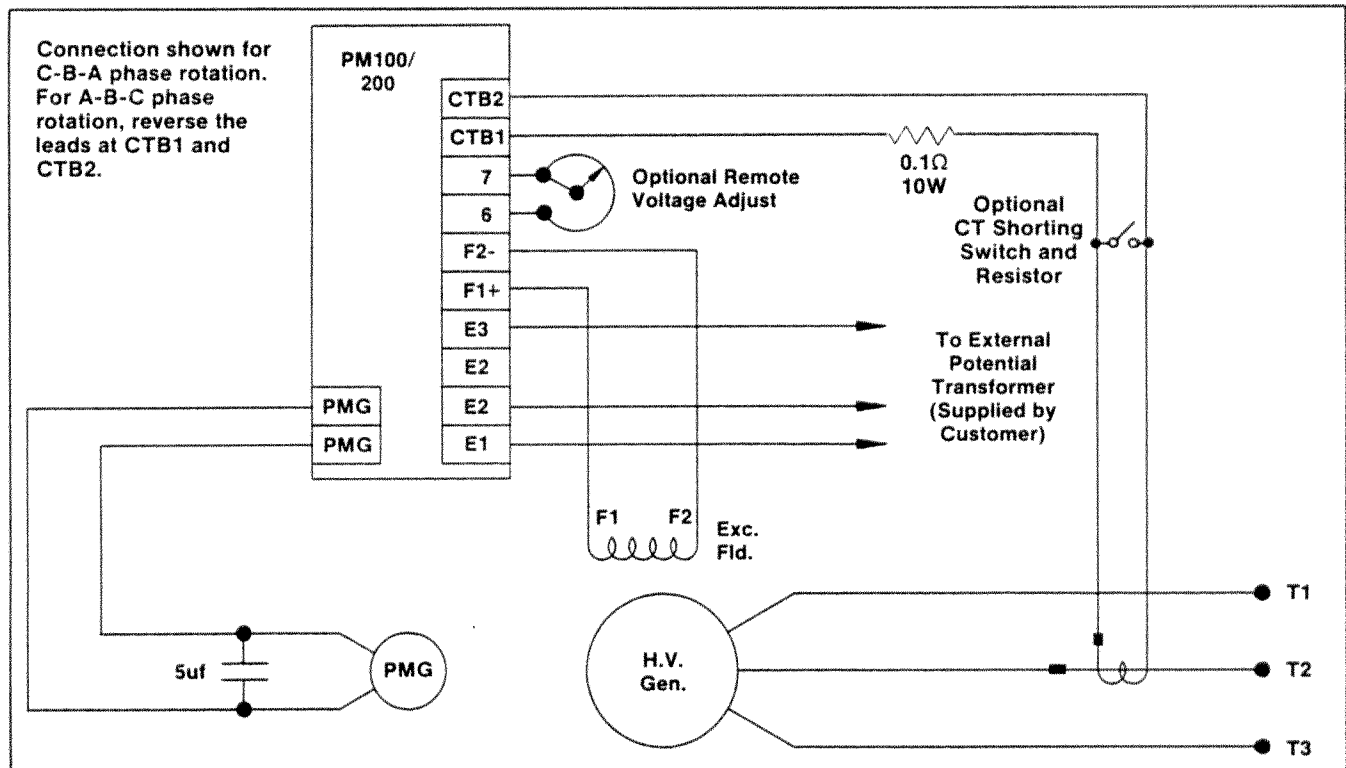 Connection shown for
C-B-A phase rotation.
For A-B-C phase
rotation, reverse the
leads at CTB1 and
CTB2.
PM100/
200
CTB2
CTB1
7
6
F2-
F1+
E3
E2
E2
E1
PMG
PMG
Optional Remote
Voltage Adjust
0.1Ω
10W
Optional
CT Shorting
Switch and
Resistor
To External
Potential
Transformer
(Supplied by
Customer)
F1
F2
Exc.
Fld.
5uf
PMG
H.V.
Gen.
T1
T2
T3